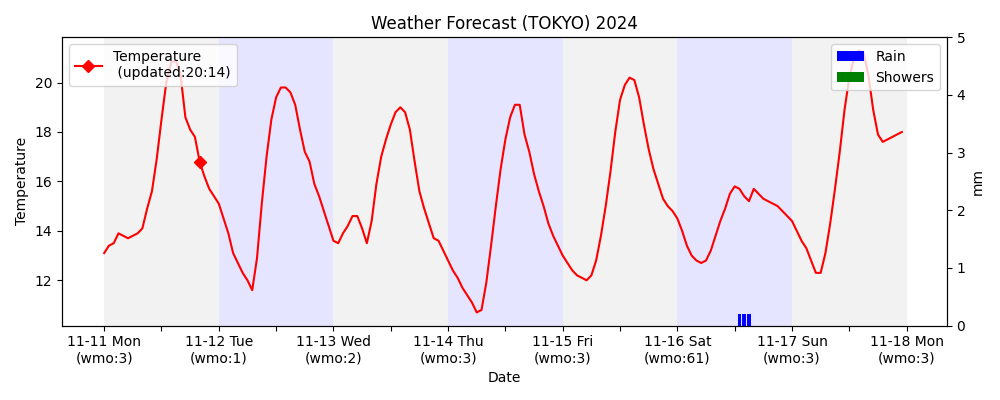 Weather Forecast (TOKYO) 2024
Temperature
(updated:20:14)
Rain
Showers
20
18
16
14
12
Temperature
5
4
3
2
1
0
mm
11-11 Mon
(wmo:3)
11-12 Tue
(wmo:1)
11-13 Wed
(wmo:2)
11-14 Thu
(wmo:3)
11-15 Fri
(wmo:3)
11-16 Sat
(wmo:61)
11-17 Sun
(wmo:3)
11-18 Mon
(wmo:3)
Date